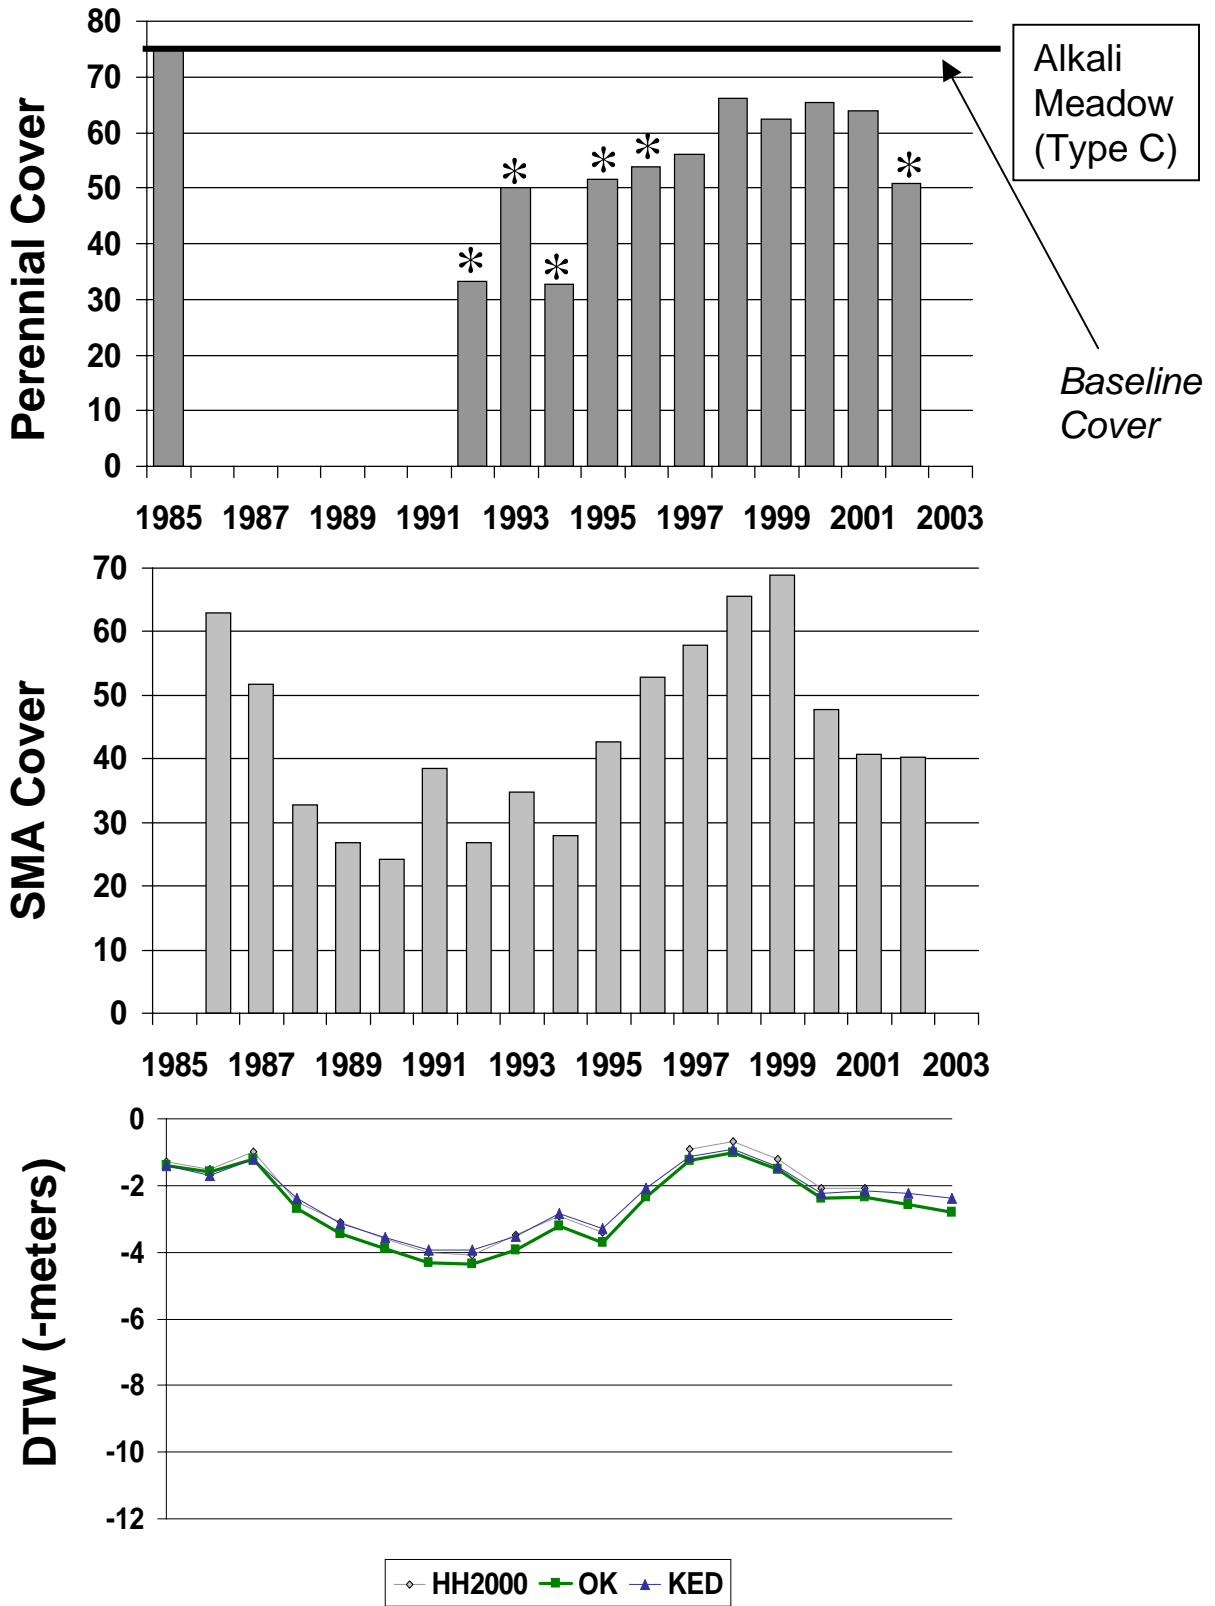 Perennial Cover
80
70
60
50
40
30
20
10
0
* * * * * *
1985 1987 1989 1991 1993 1995 1997 1999 2001 2003
Alkali
Meadow
(Type C)
Baseline
Cover
SMA Cover
70
60
50
40
30
20
10
0
1985 1987 1989 1991 1993 1995 1997 1999 2001 2003
DTW (-meters)
0
-2
-4
-6
-8
-10
-12
HH2000 OK KED